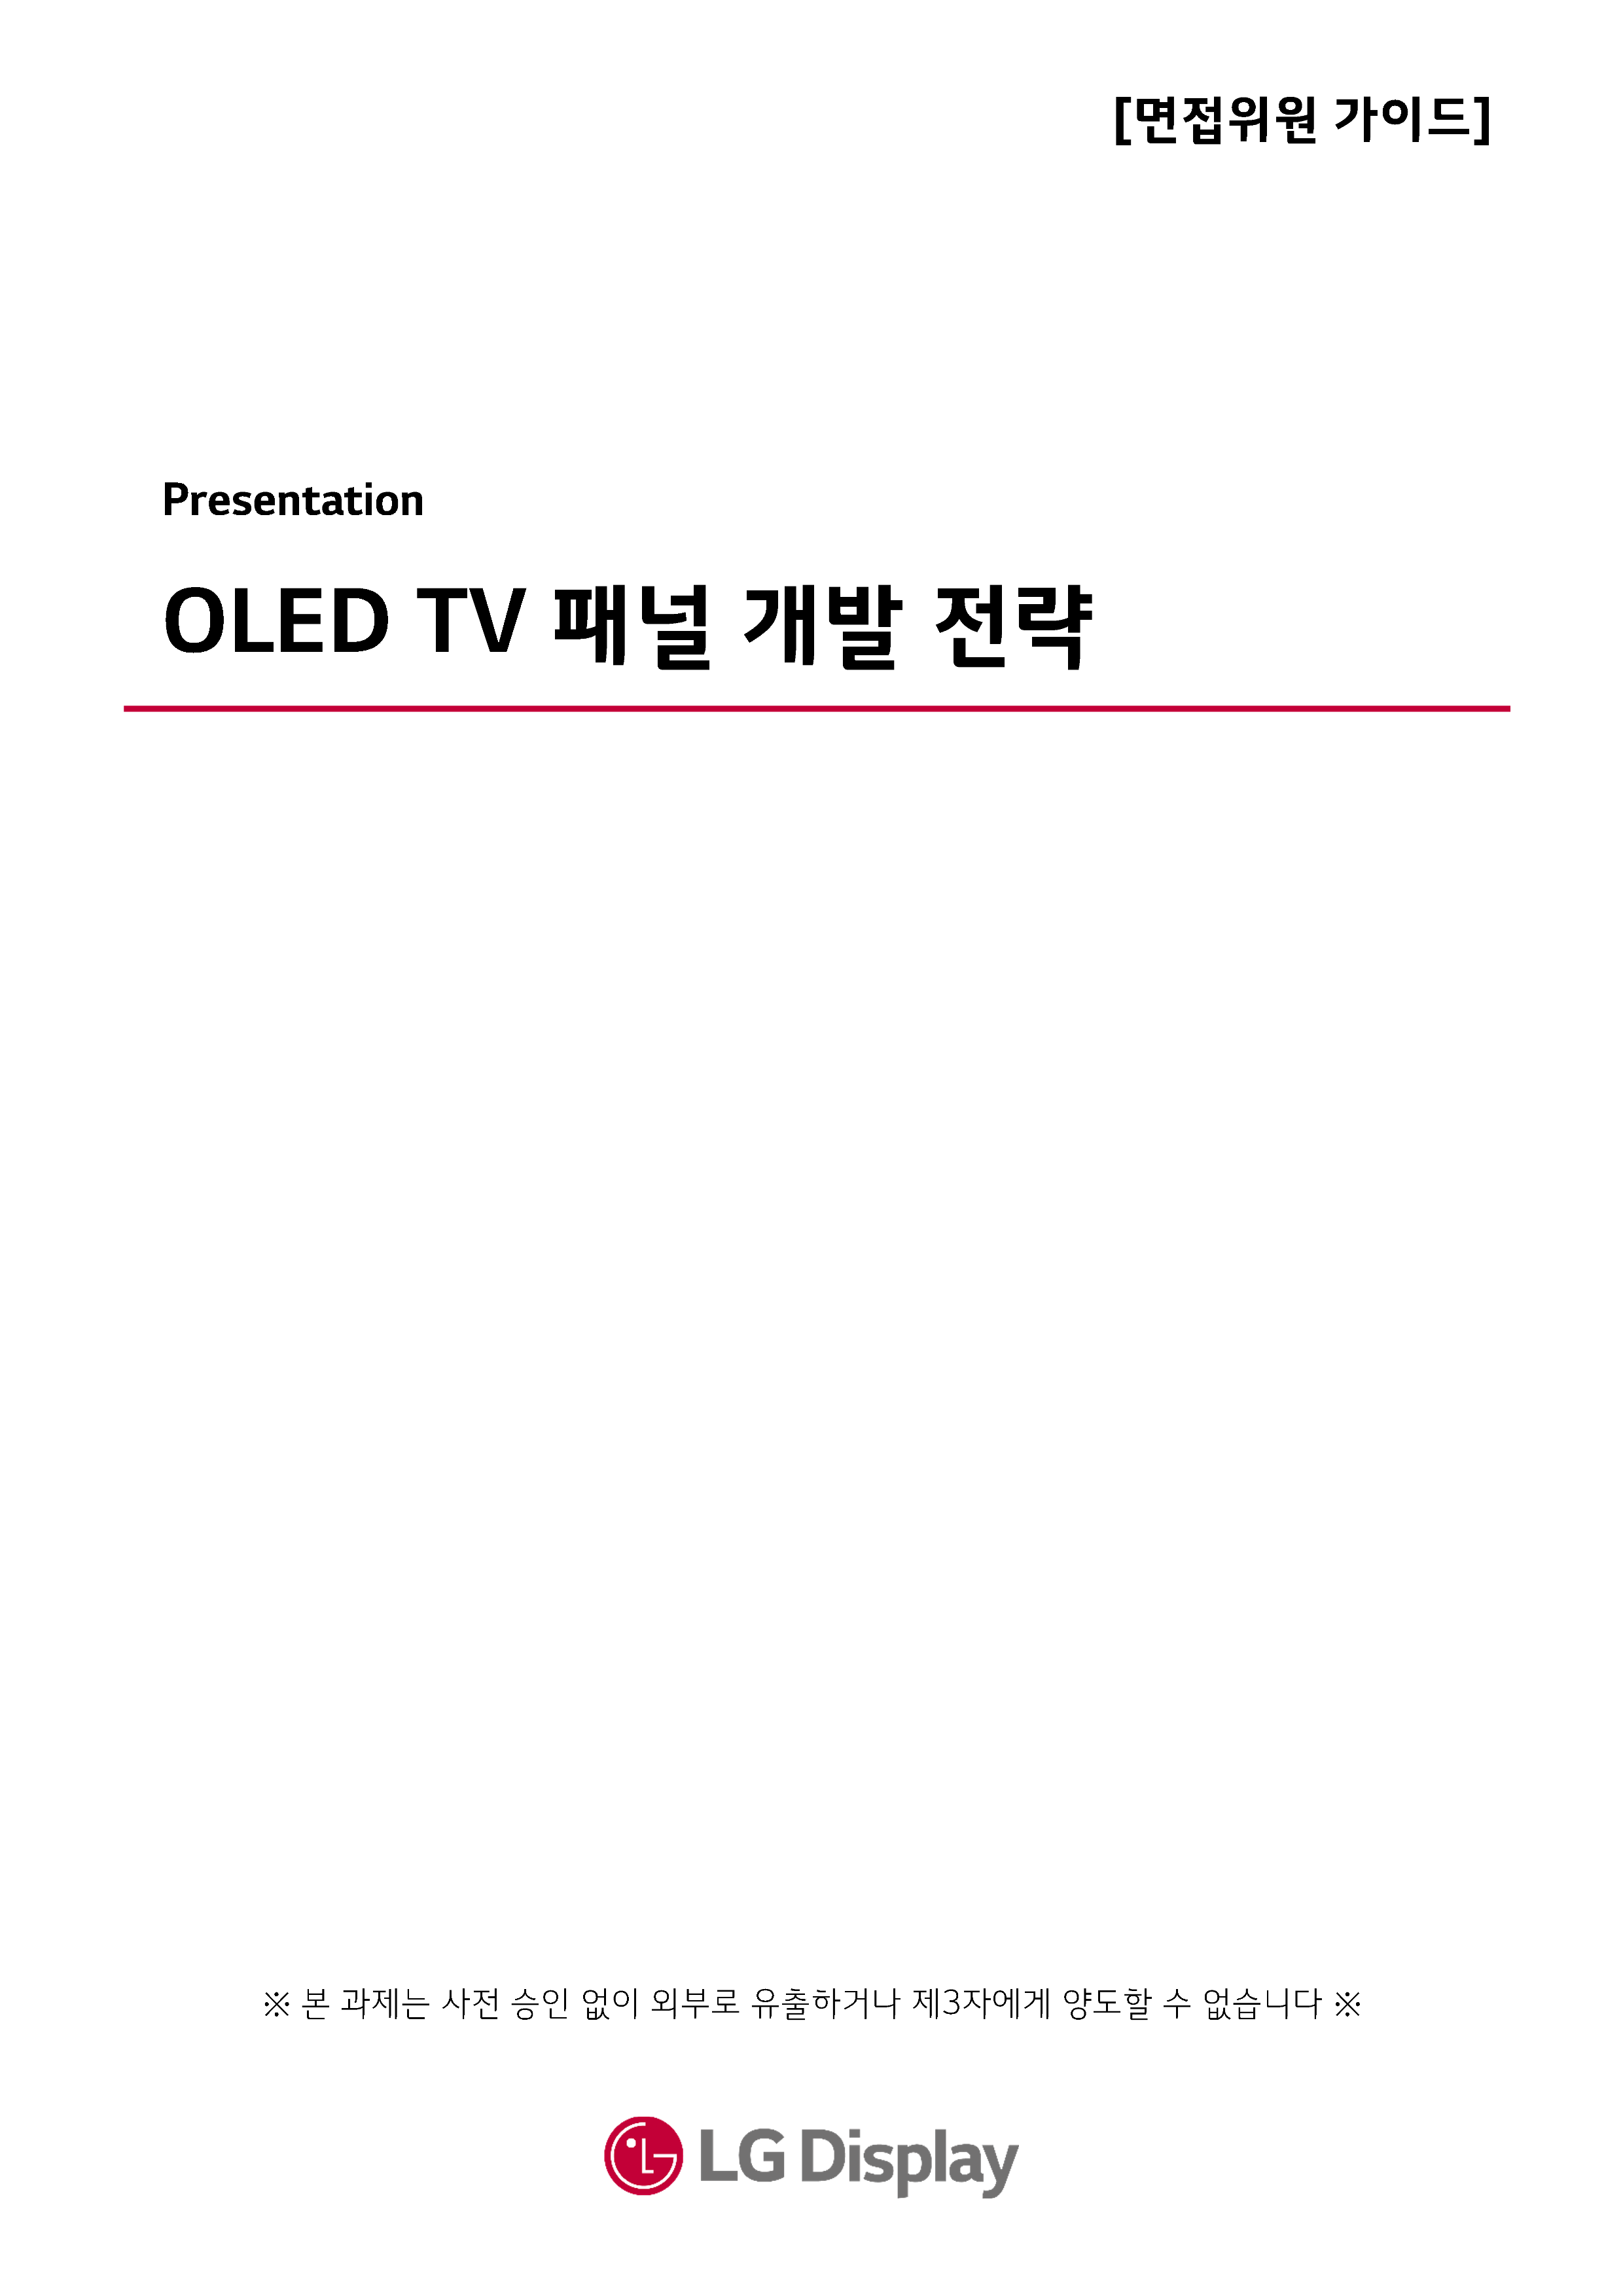 [면접위원 가이드]
Presentation
OLED TV 패널 개발 전략
※ 본 과제는 사전 승인 없이 외부로 유출하거나 제3자에게 양도할 수 없습니다 ※
LG Display